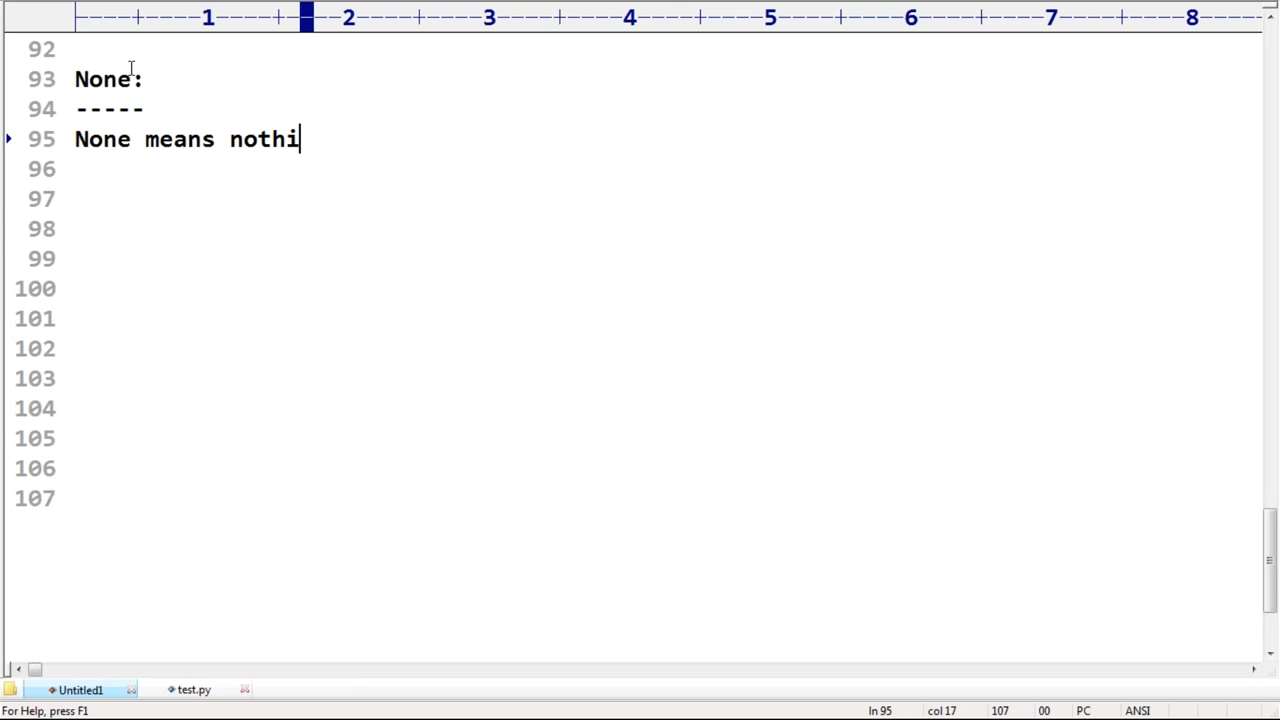 1 2 3 4 5 6 7 8
92
93 None:
94 -----
95 None means nothi
96
97
98
99
100
101
102
103
104
105
106
107
Untitled1 test.py
For Help, press F1 ln 95 col 17 107 00 PC ANSI